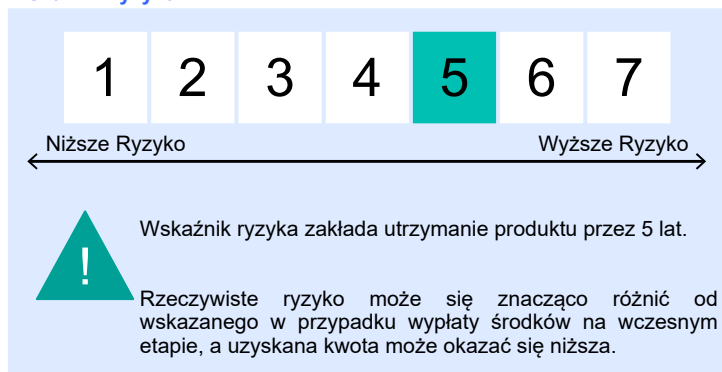 1 2 3 4 5 6 7
Niższe Ryzyko Wyższe Ryzyko
Wskaźnik ryzyka zakłada utrzymanie produktu przez 5 lat.
!
Rzeczywiste ryzyko może się znacząco różnić od
wskazanego w przypadku wypłaty środków na wczesnym
etapie, a uzyskana kwota może okazać się niższa.